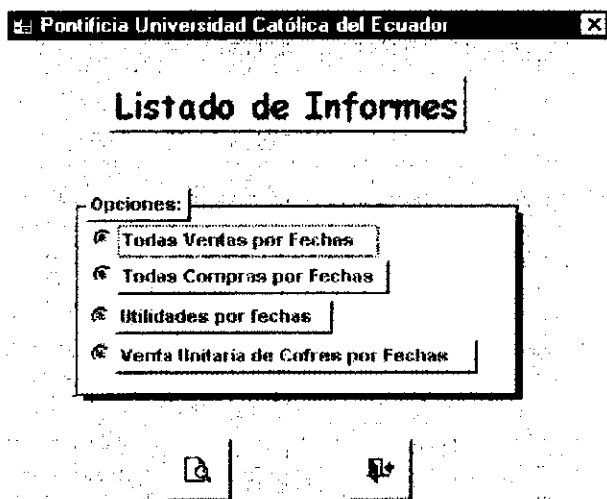 Pontificia Universidad Católica del Ecuador
Listado de Informes
Opciones:
Todas Ventas por Fechas
Todas Compras por Fechas
Utilidades por fechas
Venta Unitaria de Cofres por Fechas